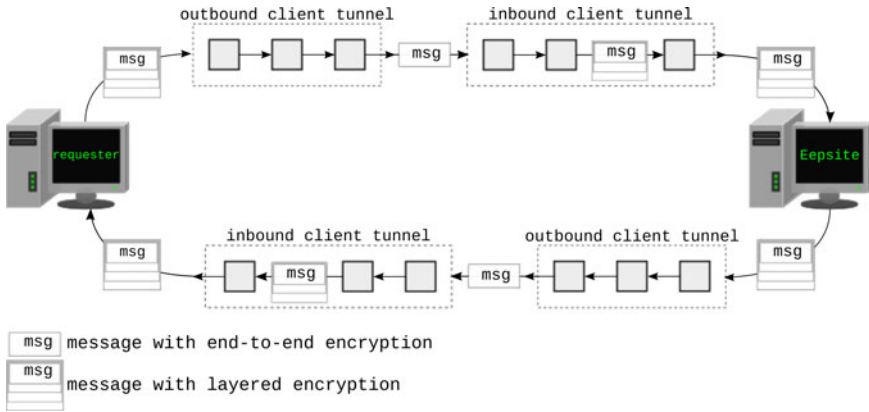 outbound client tunnel
inbound client tunnel
msg
msg
msg
msg
requester
Eepsite
inbound client tunnel
outbound client tunnel
msg
msg
msg
msg
msg message with end-to-end encryption
msg
message with layered encryption